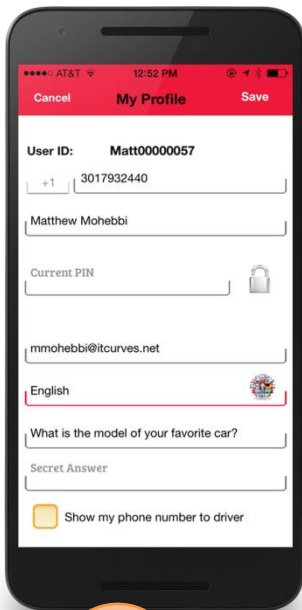 AT&T 12:52 PM
Cancel My Profile Save
User ID: Matt00000057
+1 3017932440
Matthew Mohebbi
Current PIN
mmohebbi@itcurves.net
English
What is the model of your favorite car?
Secret Answer
Show my phone number to driver